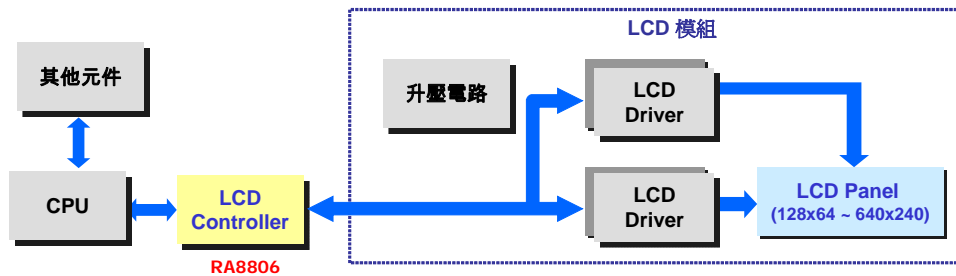 LCD 模組
其他元件
升壓電路
LCD
Driver
CPU
LCD
Controller
LCD
Driver
LCD Panel
(128x64 ~ 640x240)
RA8806